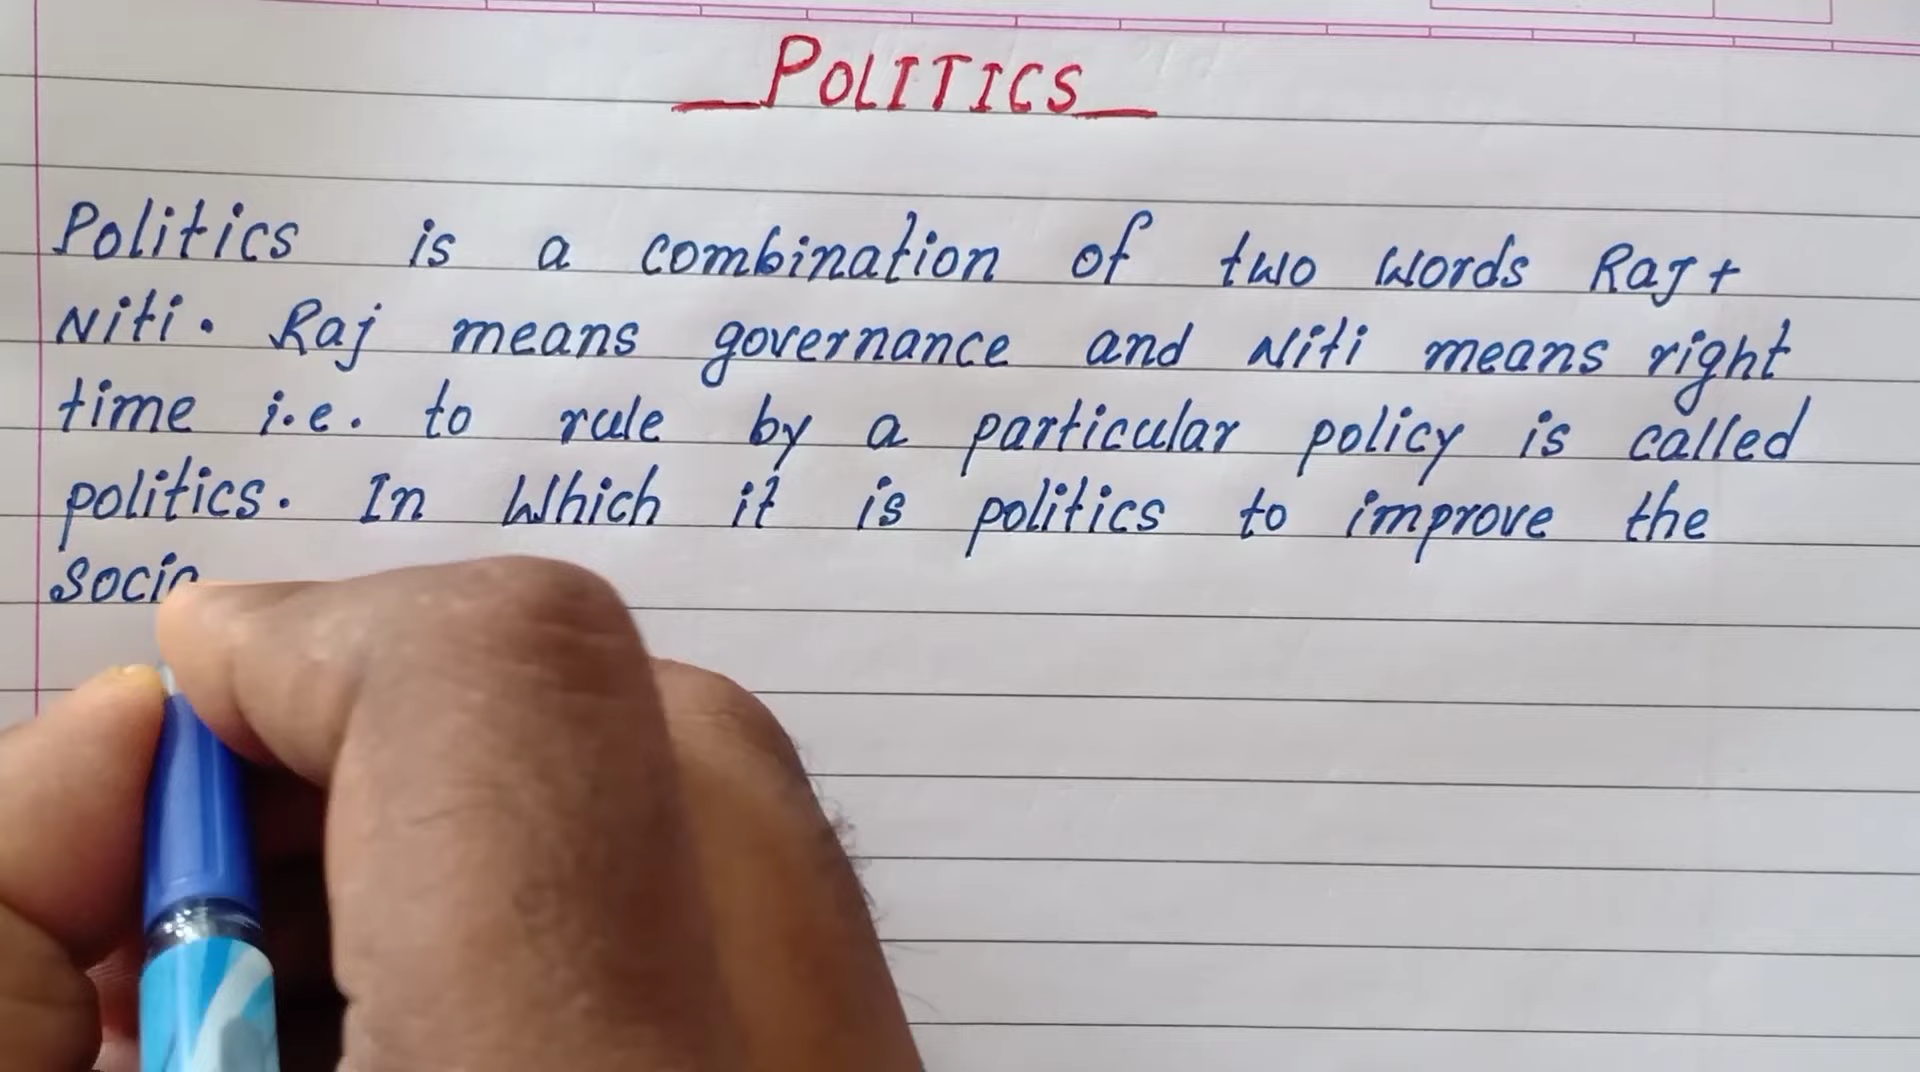 POLITICS
Politics is a combination of two words Raj+
Niti. Raj means governance and Niti means right
time i.e. to rule by a particular policy is called
politics. In Which it is politics to improve the